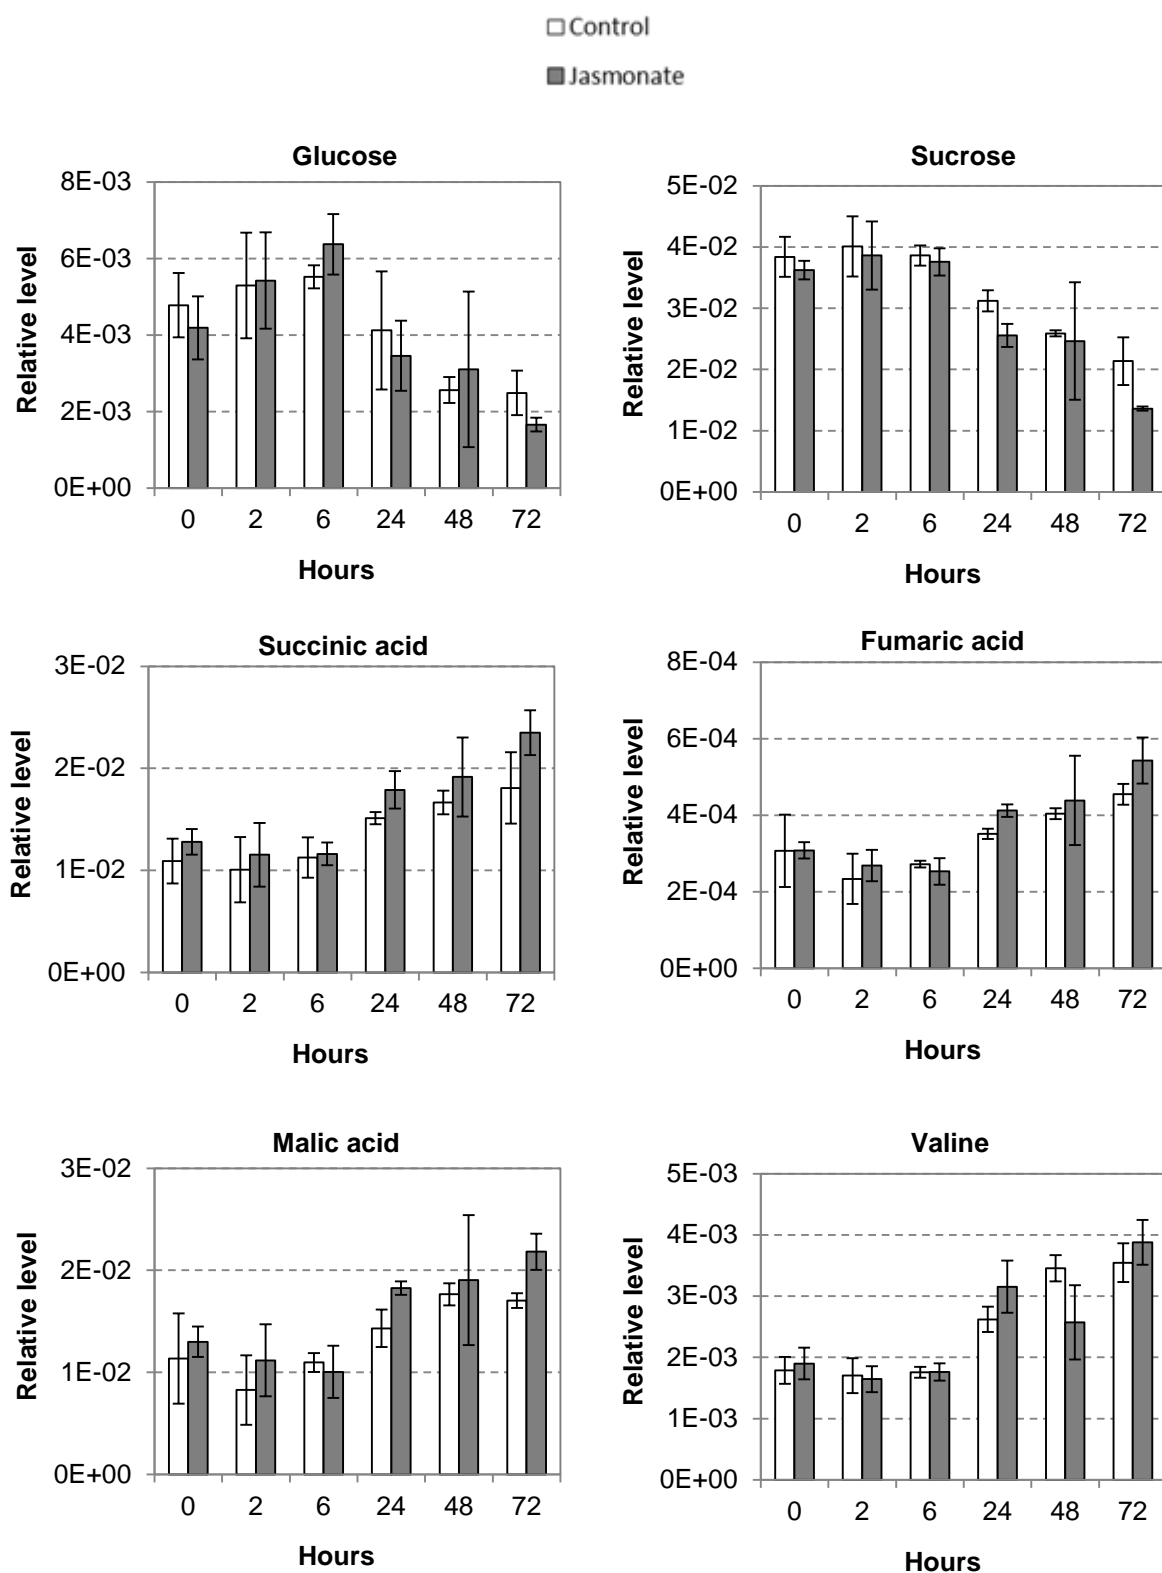 Control
Jasmonate
Glucose
Relative level
8E-03
6E-03
4E-03
2E-03
0E+00
0 2 6 24 48 72
Hours
Sucrose
Relative level
5E-02
4E-02
3E-02
2E-02
1E-02
0E+00
0 2 6 24 48 72
Hours
Succinic acid
Relative level
3E-02
2E-02
1E-02
0E+00
0 2 6 24 48 72
Hours
Fumaric acid
Relative level
8E-04
6E-04
4E-04
2E-04
0E+00
0 2 6 24 48 72
Hours
Malic acid
Relative level
3E-02
2E-02
1E-02
0E+00
0 2 6 24 48 72
Hours
Valine
Relative level
5E-03
4E-03
3E-03
2E-03
1E-03
0E+00
0 2 6 24 48 72
Hours